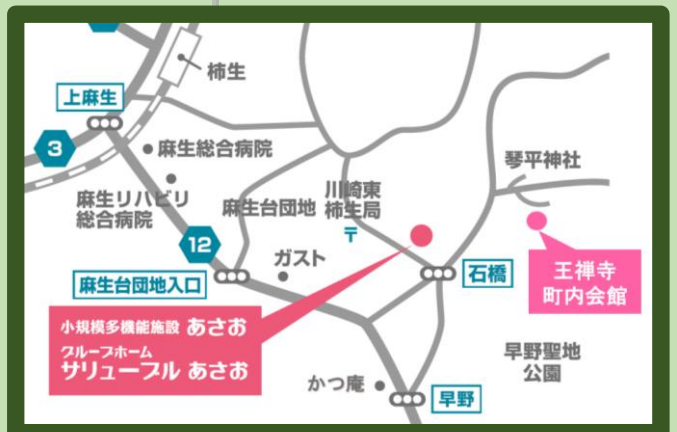 柿生
上麻生
3
麻生総合病院
琴平神社
麻生リハビリ
総合病院
麻生台団地
川崎東
柿生局
〒
12
ガスト
麻生台団地入口
石橋
王禅寺
町内会館
小規模多機能施設 あさお
グループホーム
サリューブル あさお
早野聖地
公園
かつ庵
早野